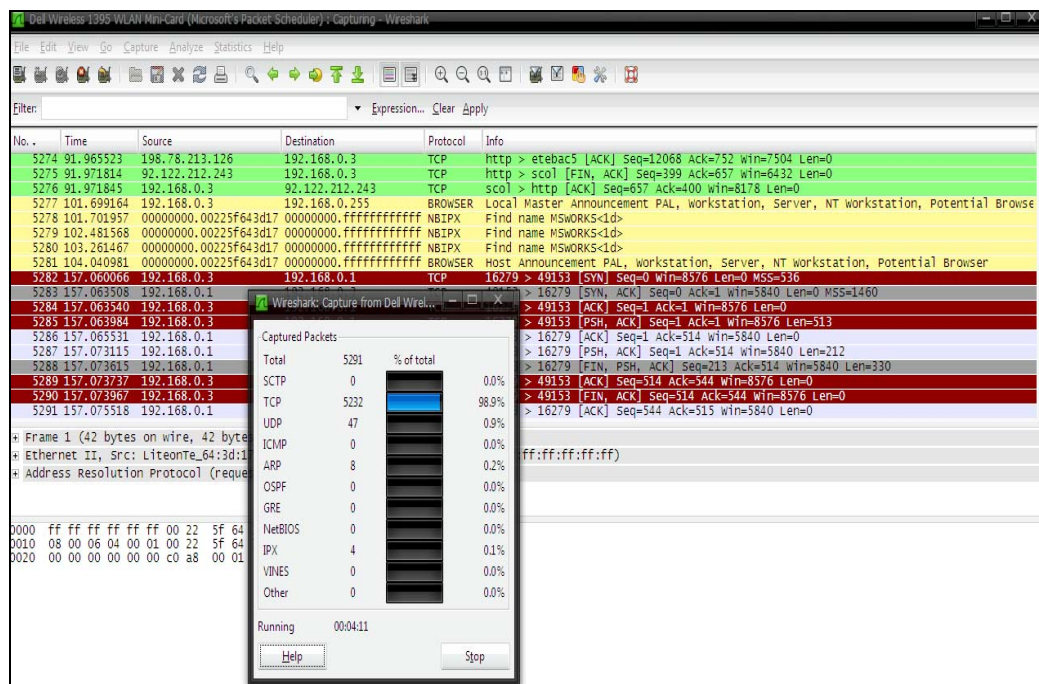 Dell Wireless 1395 WLAN Mini-Card (Microsoft's Packet Scheduler) : Capturing - Wireshark
File Edit View Go Capture Analyze Statistics Help
Filter: Expression... Clear Apply
No. . Time Source Destination Protocol Info
5274 91.965523 198.78.213.126 192.168.0.3 TCP http > etebac5 [ACK] Seq=12068 Ack=752 Win=7504 Len=0
5275 91.971814 92.122.212.243 192.168.0.3 TCP http > scol [FIN, ACK] Seq=399 Ack=657 Win=6432 Len=0
5276 91.971845 192.168.0.3 92.122.212.243 TCP scol > http [ACK] Seq=657 Ack=400 Win=8178 Len=0
5277 101.699164 192.168.0.3 192.168.0.255 BROWSER Local Master Announcement PAL, Workstation, Server, NT Workstation, Potential Browse
5278 101.701957 00000000.00225f643d17 00000000.ffffffffffff NBIPX Find name MSWORKS<1d>
5279 102.481568 00000000.00225f643d17 00000000.ffffffffffff NBIPX Find name MSWORKS<1d>
5280 103.261467 00000000.00225f643d17 00000000.ffffffffffff NBIPX Find name MSWORKS<1d>
5281 104.040981 00000000.00225f643d17 00000000.ffffffffffff BROWSER Host Announcement PAL, Workstation, Server, NT Workstation, Potential Browser
5282 157.060066 192.168.0.3 192.168.0.1 TCP 16279 > 49153 [SYN] Seq=0 Win=8576 Len=0 MSS=536
5283 157.063508 192.168.0.1 > 16279 [SYN, ACK] Seq=0 Ack=1 Win=5840 Len=0 MSS=1460
5284 157.063540 192.168.0.3 > 49153 [ACK] Seq=1 Ack=1 Win=8576 Len=0
5285 157.063984 192.168.0.3 > 49153 [PSH, ACK] Seq=1 Ack=1 Win=8576 Len=513
5286 157.065531 192.168.0.1 > 16279 [ACK] Seq=1 Ack=514 Win=5840 Len=0
5287 157.073115 192.168.0.1 > 16279 [PSH, ACK] Seq=1 Ack=514 Win=5840 Len=212
5288 157.073615 192.168.0.1 > 16279 [FIN, PSH, ACK] Seq=213 Ack=514 Win=5840 Len=330
5289 157.073737 192.168.0.3 > 49153 [ACK] Seq=514 Ack=544 Win=8576 Len=0
5290 157.073967 192.168.0.3 > 49153 [FIN, ACK] Seq=514 Ack=544 Win=8576 Len=0
5291 157.075518 192.168.0.1 > 16279 [ACK] Seq=544 Ack=515 Win=5840 Len=0
Frame 1 (42 bytes on wire, 42 byte
Ethernet II, Src: LiteonTe_64:3d:1 :ff:ff:ff:ff:ff)
Address Resolution Protocol (reque
0000 ff ff ff ff ff ff 00 22 5f 64
0010 08 00 06 04 00 01 00 22 5f 64
0020 00 00 00 00 00 00 c0 a8 00 01
Wireshark: Capture from Dell Wirel...
Captured Packets
Total 5291 % of total
SCTP 0 0.0%
TCP 5232 98.9%
UDP 47 0.9%
ICMP 0 0.0%
ARP 8 0.2%
OSPF 0 0.0%
GRE 0 0.0%
NetBIOS 0 0.0%
IPX 4 0.1%
VINES 0 0.0%
Other 0 0.0%
Running 00:04:11
Help Stop